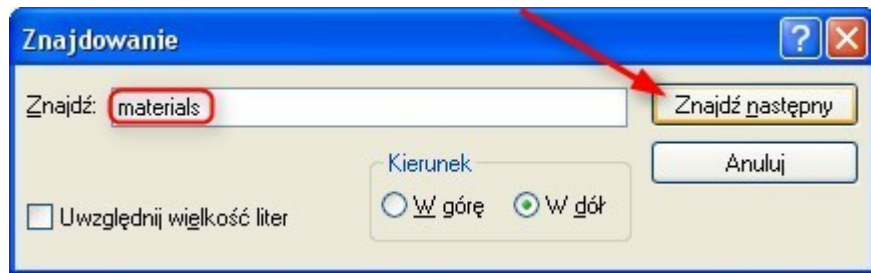 Znajdowanie
Znajdź: materials
Znajdź następny
Kierunek
Anuluj
Uwzględnij wielkość liter
W górę W dół